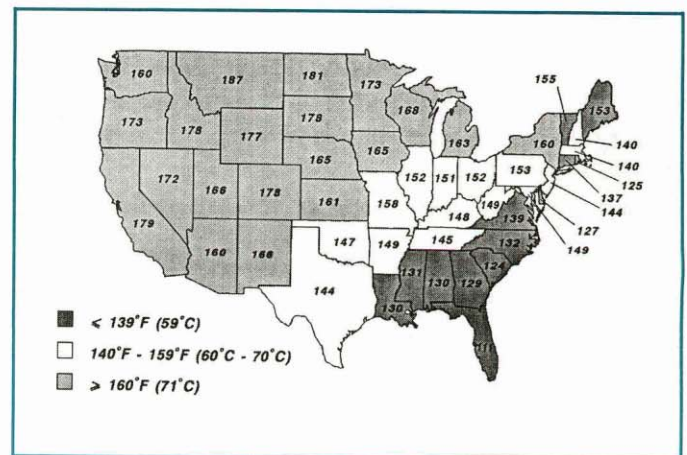 155
160 187 181 173 153
173 178 177 178 168 163 160 140
172 166 178 165 165 152 151 152 153 140
125
179 161 158 148 149 139 137
144
160 166 147 149 145 132 127
149
144 130 131 130 129 124
≤ 139°F (59°C)
140°F - 159°F (60°C - 70°C)
≥ 160°F (71°C)